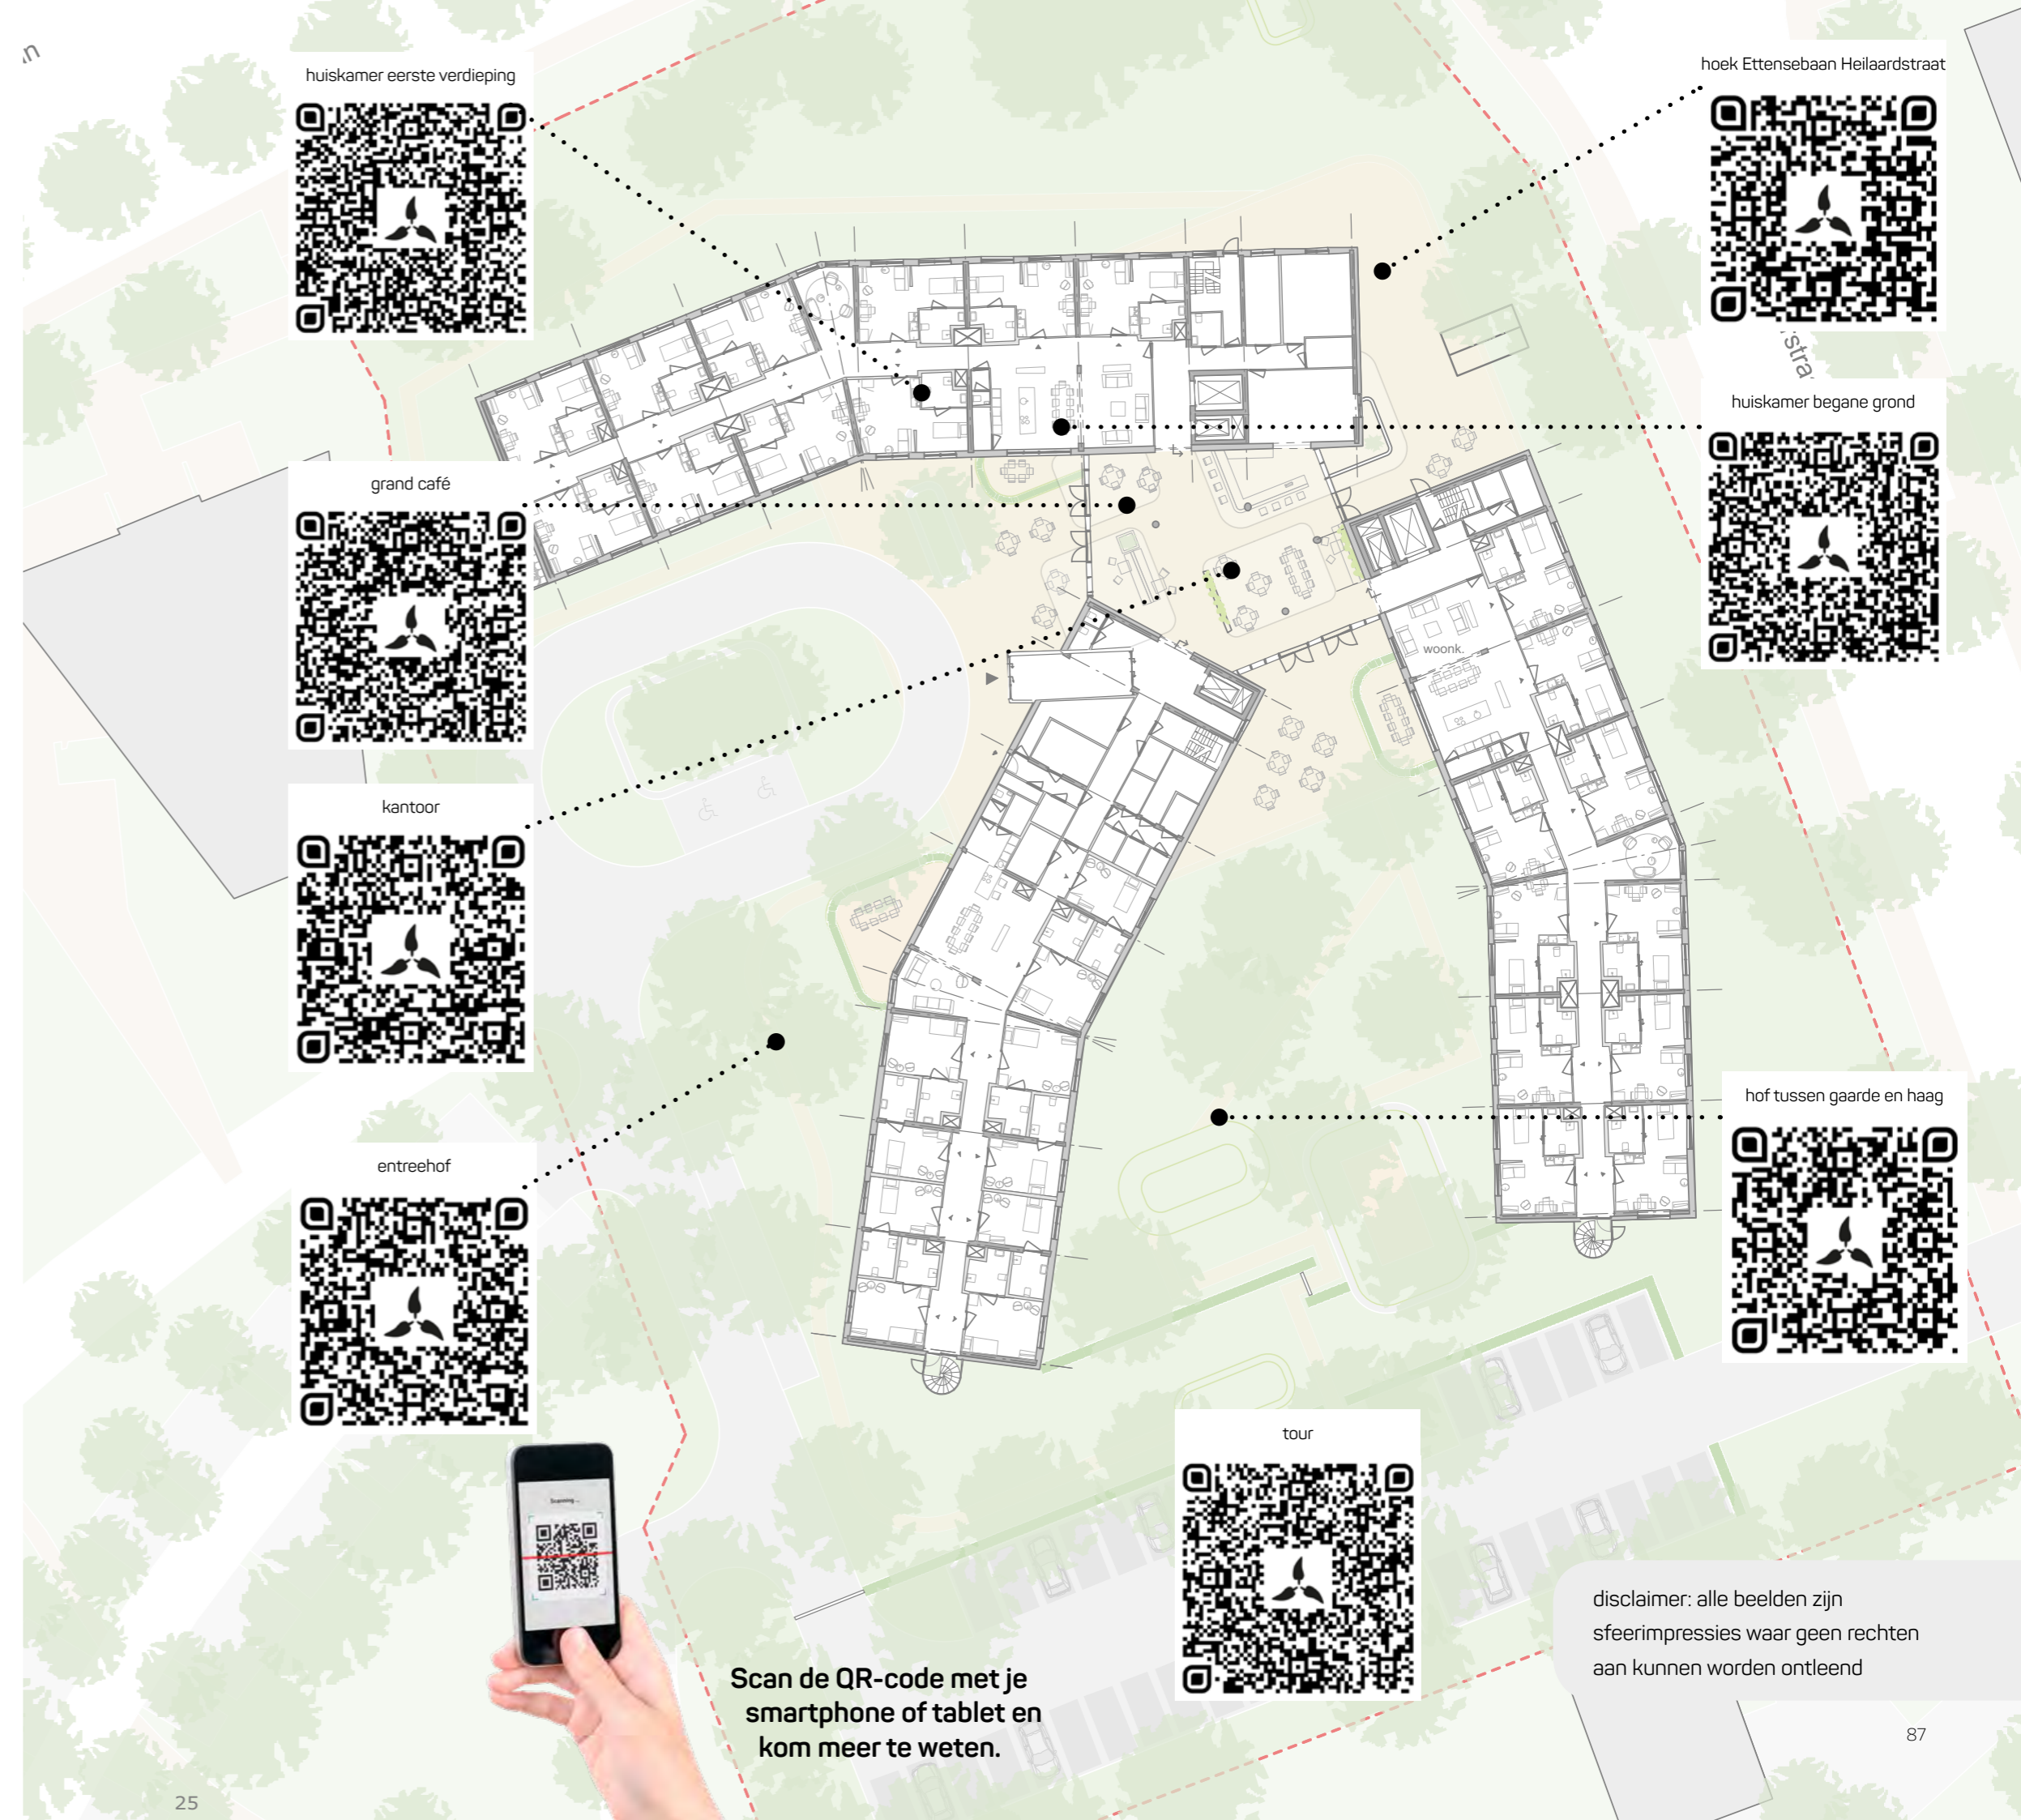 huiskamer eerste verdieping
hoek Ettensebaan Heilaardstraat
huiskamer begane grond
grand café
woonk.
kantoor
hof tussen gaarde en haag
entreehof
tour
Scanning ...
disclaimer: alle beelden zijn
sfeerimpressies waar geen rechten
aan kunnen worden ontleend
Scan de QR-code met je
smartphone of tablet en
kom meer te weten.
87
25